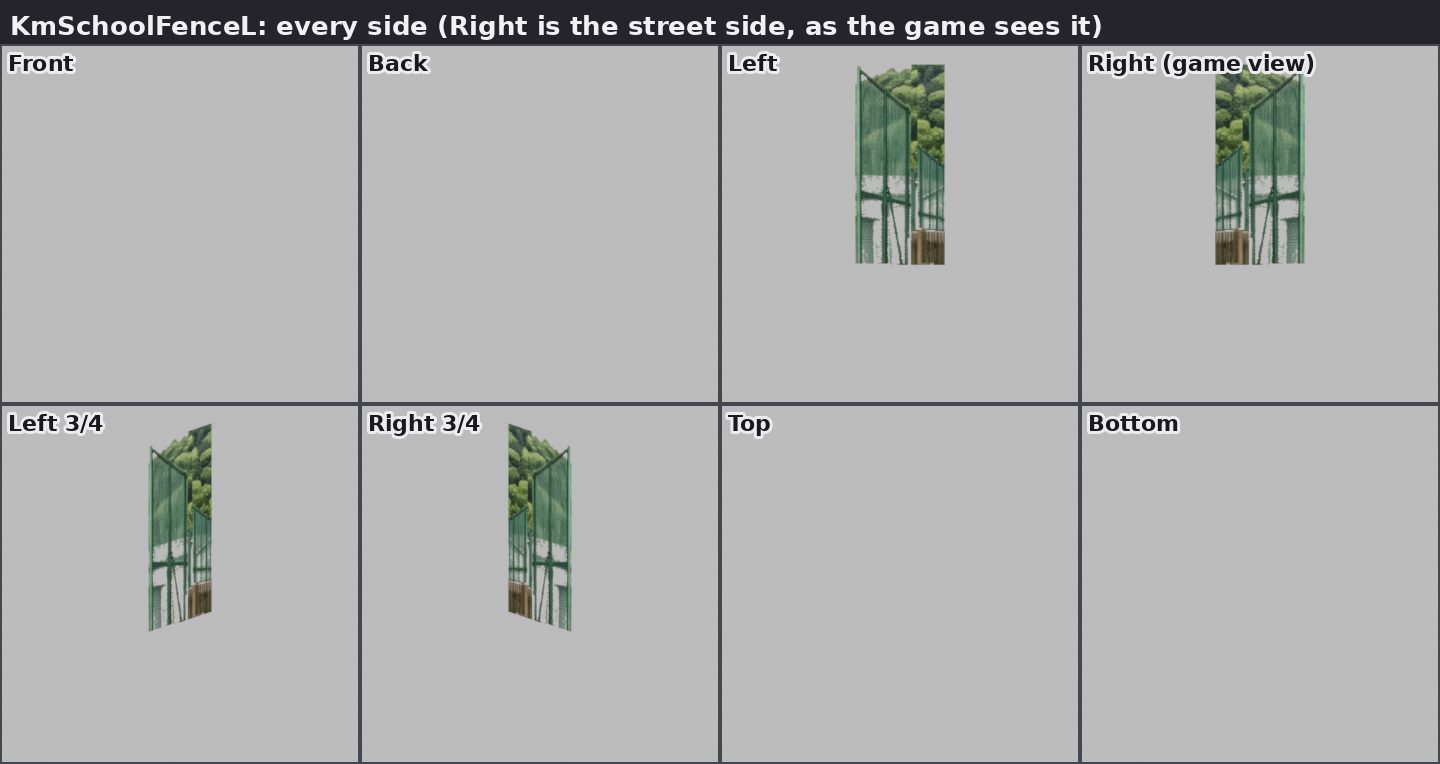 KmSchoolFenceL: every side (Right is the street side, as the game sees it)
Front
Back
Left
Right (game view)
Left 3/4
Right 3/4
Top
Bottom